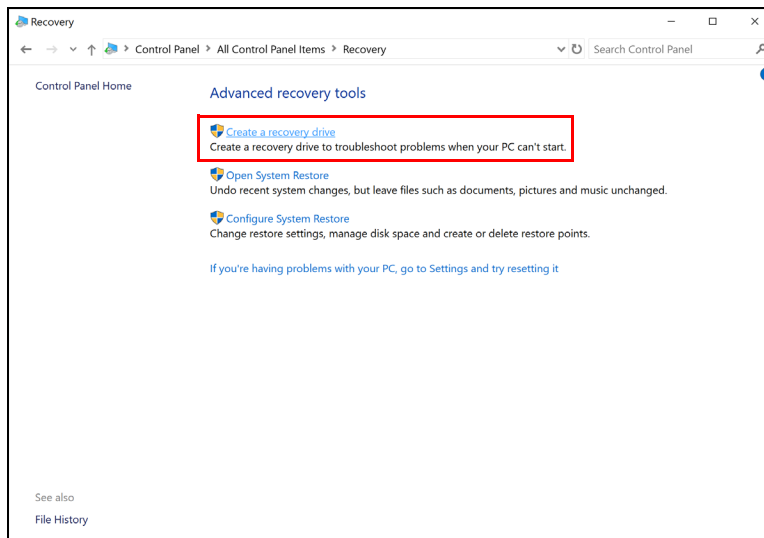 Recovery
Control Panel > All Control Panel Items > Recovery
Search Control Panel
Control Panel Home
Advanced recovery tools
Create a recovery drive
Create a recovery drive to troubleshoot problems when your PC can't start.
Open System Restore
Undo recent system changes, but leave files such as documents, pictures and music unchanged.
Configure System Restore
Change restore settings, manage disk space and create or delete restore points.
If you're having problems with your PC, go to Settings and try resetting it
See also
File History